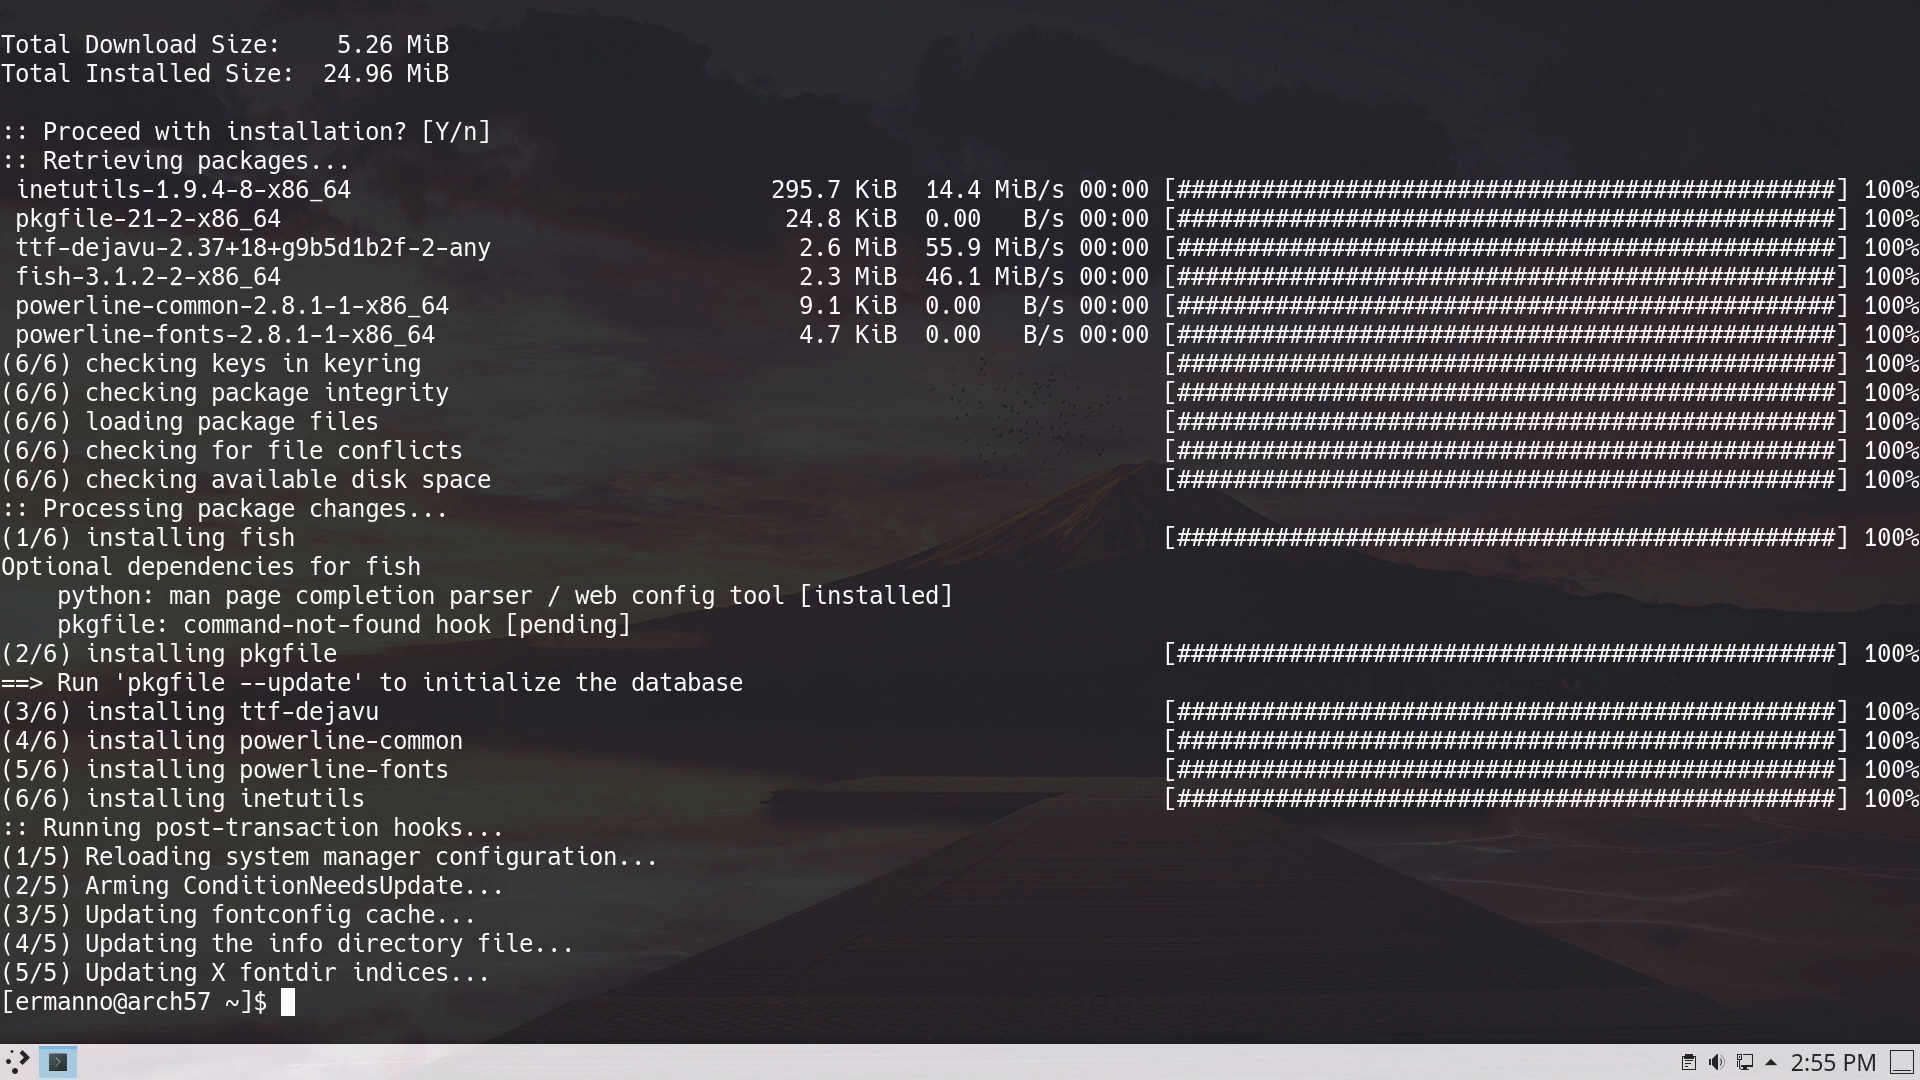 Total Download Size:    5.26 MiB
Total Installed Size:  24.96 MiB
:: Proceed with installation? [Y/n]
:: Retrieving packages...
 inetutils-1.9.4-8-x86_64    295.7 KiB  14.4 MiB/s 00:00 [###############################################] 100%
 pkgfile-21-2-x86_64    24.8 KiB  0.00   B/s 00:00 [###############################################] 100%
 ttf-dejavu-2.37+18+g9b5d1b2f-2-any    2.6 MiB  55.9 MiB/s 00:00 [###############################################] 100%
 fish-3.1.2-2-x86_64    2.3 MiB  46.1 MiB/s 00:00 [###############################################] 100%
 powerline-common-2.8.1-1-x86_64    9.1 KiB  0.00   B/s 00:00 [###############################################] 100%
 powerline-fonts-2.8.1-1-x86_64    4.7 KiB  0.00   B/s 00:00 [###############################################] 100%
(6/6) checking keys in keyring    [###############################################] 100%
(6/6) checking package integrity    [###############################################] 100%
(6/6) loading package files    [###############################################] 100%
(6/6) checking for file conflicts    [###############################################] 100%
(6/6) checking available disk space    [###############################################] 100%
:: Processing package changes...
(1/6) installing fish    [###############################################] 100%
Optional dependencies for fish
    python: man page completion parser / web config tool [installed]
    pkgfile: command-not-found hook [pending]
(2/6) installing pkgfile    [###############################################] 100%
==> Run 'pkgfile --update' to initialize the database
(3/6) installing ttf-dejavu    [###############################################] 100%
(4/6) installing powerline-common    [###############################################] 100%
(5/6) installing powerline-fonts    [###############################################] 100%
(6/6) installing inetutils    [###############################################] 100%
:: Running post-transaction hooks...
(1/5) Reloading system manager configuration...
(2/5) Arming ConditionNeedsUpdate...
(3/5) Updating fontconfig cache...
(4/5) Updating the info directory file...
(5/5) Updating X fontdir indices...
[ermanno@arch57 ~]$
2:55 PM